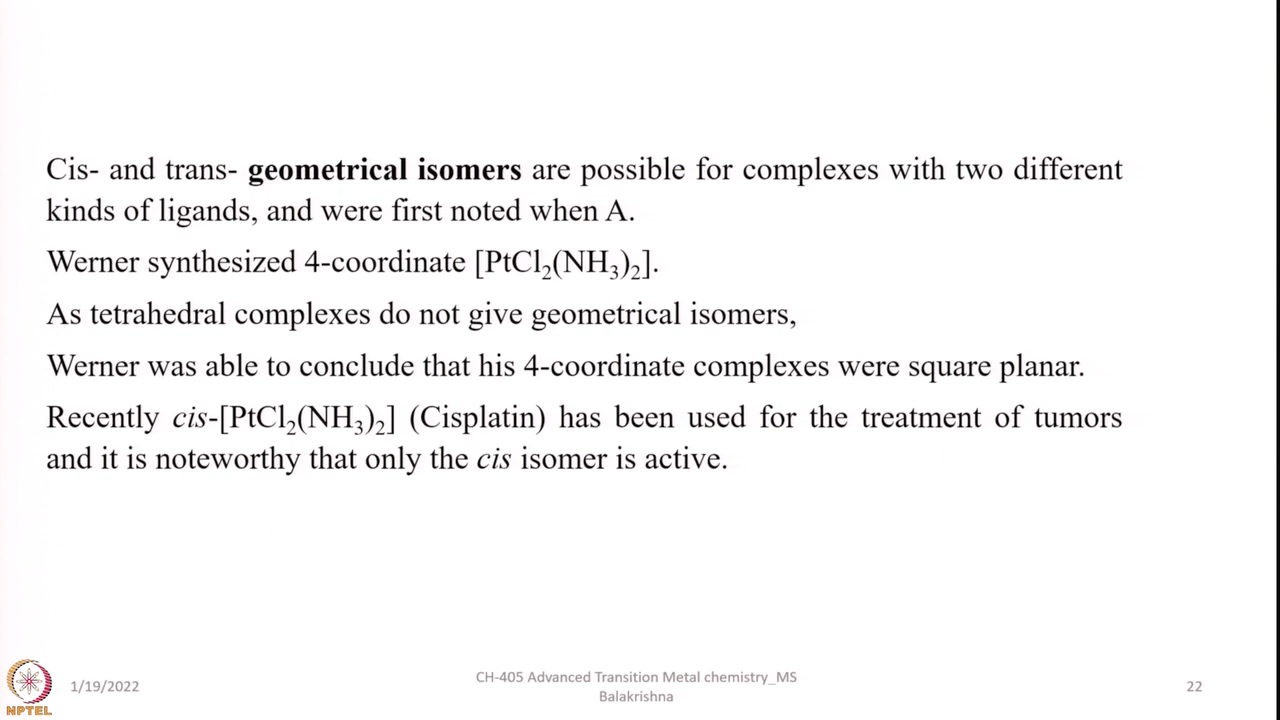 Cis- and trans- geometrical isomers are possible for complexes with two different
kinds of ligands, and were first noted when A.
Werner synthesized 4-coordinate [PtCl₂(NH₃)₂].
As tetrahedral complexes do not give geometrical isomers,
Werner was able to conclude that his 4-coordinate complexes were square planar.
Recently cis-[PtCl₂(NH₃)₂] (Cisplatin) has been used for the treatment of tumors
and it is noteworthy that only the cis isomer is active.
NPTEL
1/19/2022
CH-405 Advanced Transition Metal chemistry_MS
Balakrishna
22